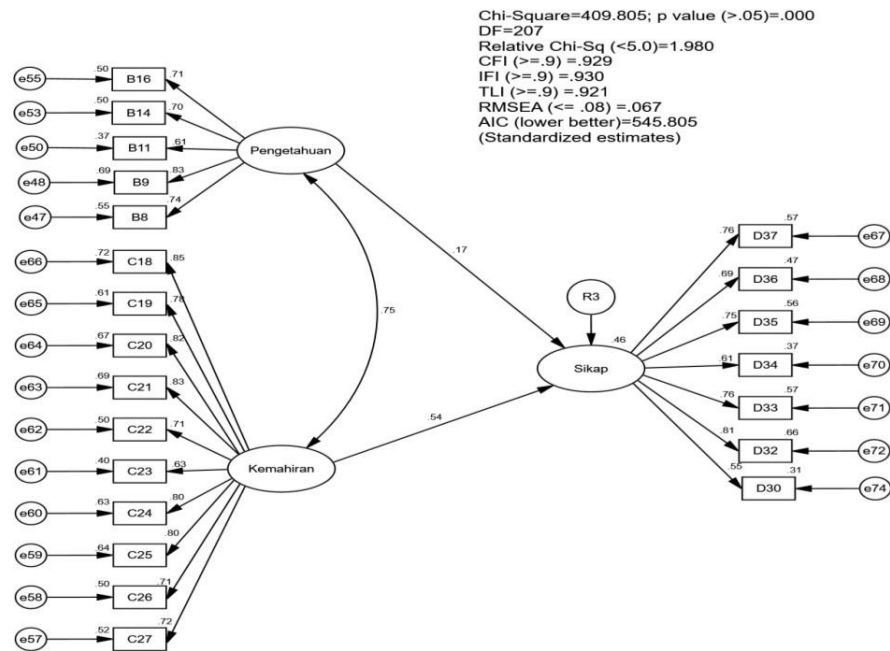 Chi-Square=409.805; p value (>.05)=.000
DF=207
Relative Chi-Sq (<5.0)=1.980
CFI (>=.9) =.929
IFI (>=.9) =.930
TLI (>=.9) =.921
RMSEA (<= .08) =.067
AIC (lower better)=545.805
(Standardized estimates)
e55 .50 B16 .71
e53 .50 B14 .70
e50 .37 B11 .61
e48 .69 B9 .83
e47 .55 B8 .74
Pengetahuan
e66 .72 C18 .85
e65 .61 C19 .78
e64 .67 C20 .82
e63 .69 C21 .83
e62 .50 C22 .71
e61 .40 C23 .63
e60 .63 C24 .80
e59 .64 C25 .80
e58 .50 C26 .71
e57 .52 C27 .72
Kemahiran
.75
.17
.54
R3
.46
Sikap
.76 D37 .57 e67
.69 D36 .47 e68
.75 D35 .56 e69
.61 D34 .37 e70
.76 D33 .57 e71
.81 D32 .66 e72
.55 D30 .31 e74